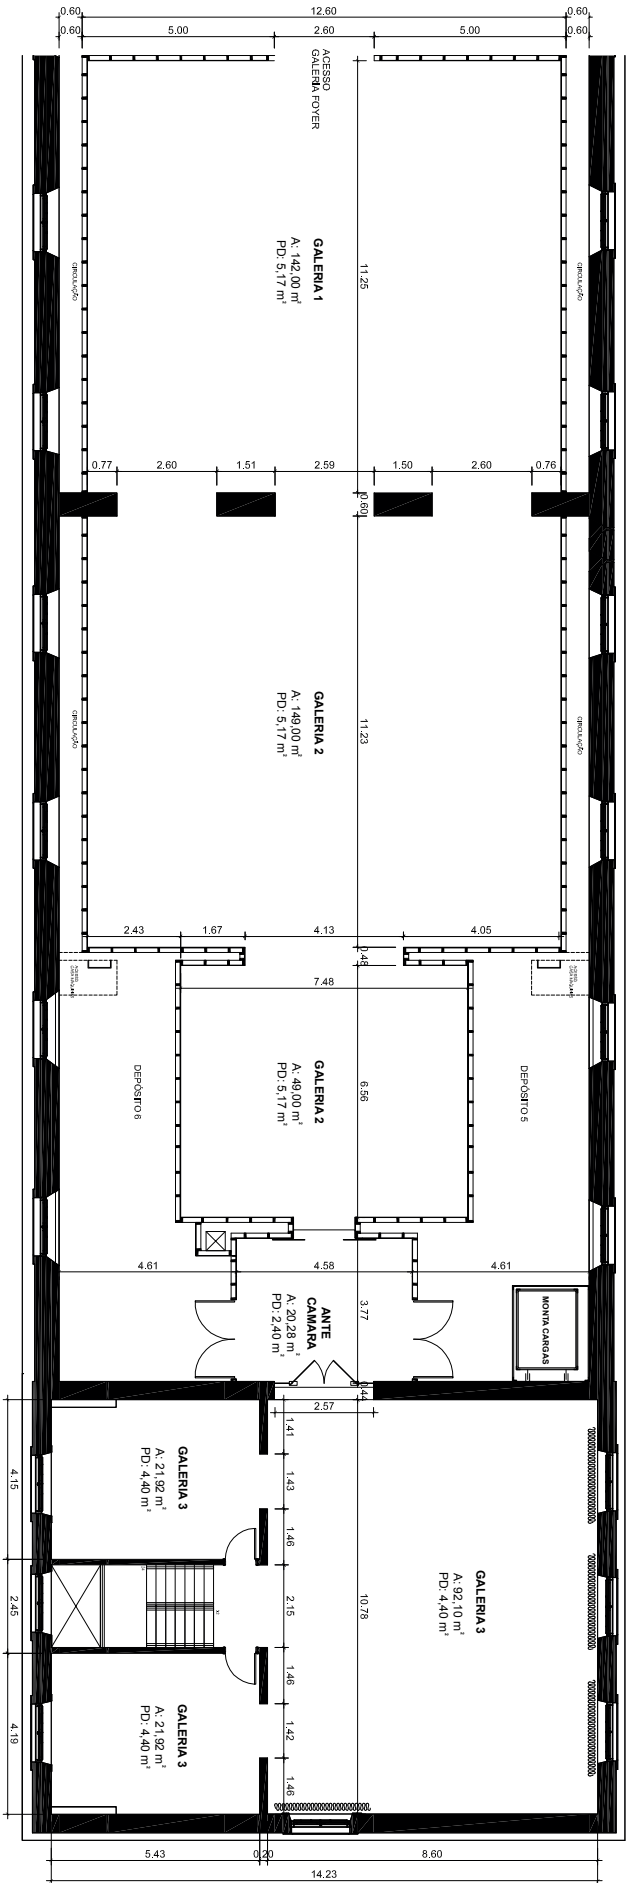 0.60
12.60
0.60
0.60
5.00
2.60
5.00
0.60
ACESSO
GALERIA FOYER
CIRCULAÇÃO
GALERIA 1
A: 142,00 m²
PD: 5,17 m²
11.25
CIRCULAÇÃO
0.77
2.60
1.51
2.59
1.50
2.60
0.76
0.60
CIRCULAÇÃO
GALERIA 2
A: 149,00 m²
PD: 5,17 m²
11.23
CIRCULAÇÃO
2.43
1.67
4.13
4.05
0.48
7.48
DEPÓSITO 6
GALERIA 2
A: 49,00 m²
PD: 5,17 m²
6.56
DEPÓSITO 5
4.61
4.58
4.61
ANTE
CAMARA
A: 20,28 m²
PD: 2,40 m²
3.77
MONTA CARGAS
0.44
2.57
4.15
GALERIA 3
A: 21,92 m²
PD: 4,40 m²
1.41
1.43
1.46
2.45
2.15
10.78
GALERIA 3
A: 92,10 m²
PD: 4,40 m²
4.19
GALERIA 3
A: 21,92 m²
PD: 4,40 m²
1.46
1.42
1.46
5.43
0.20
8.60
14.23